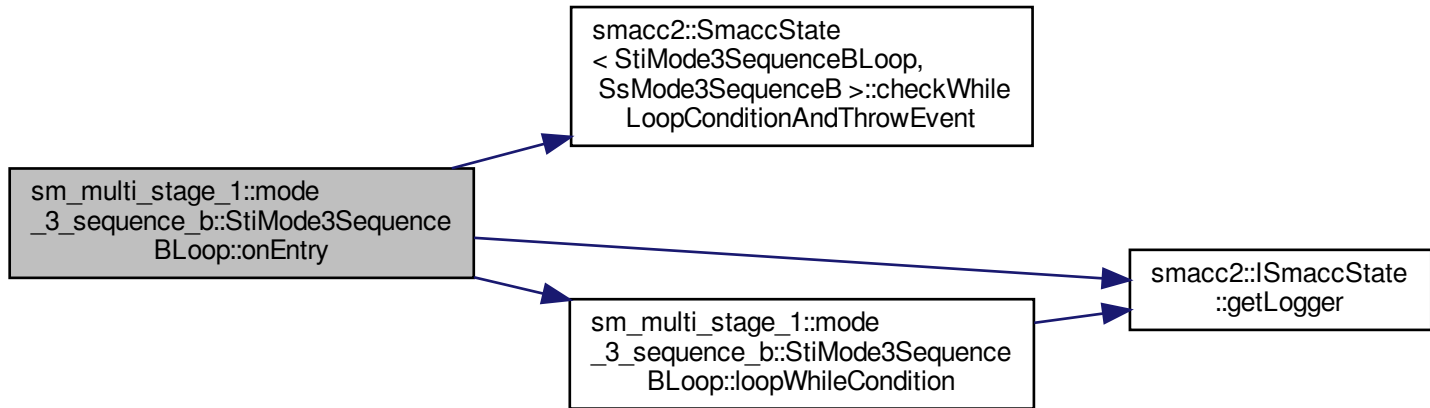 smacc2::SmaccState
< StiMode3SequenceBLoop,
SsMode3SequenceB >::checkWhile
LoopConditionAndThrowEvent
sm_multi_stage_1::mode
_3_sequence_b::StiMode3Sequence
BLoop::onEntry
smacc2::ISmaccState
::getLogger
sm_multi_stage_1::mode
_3_sequence_b::StiMode3Sequence
BLoop::loopWhileCondition